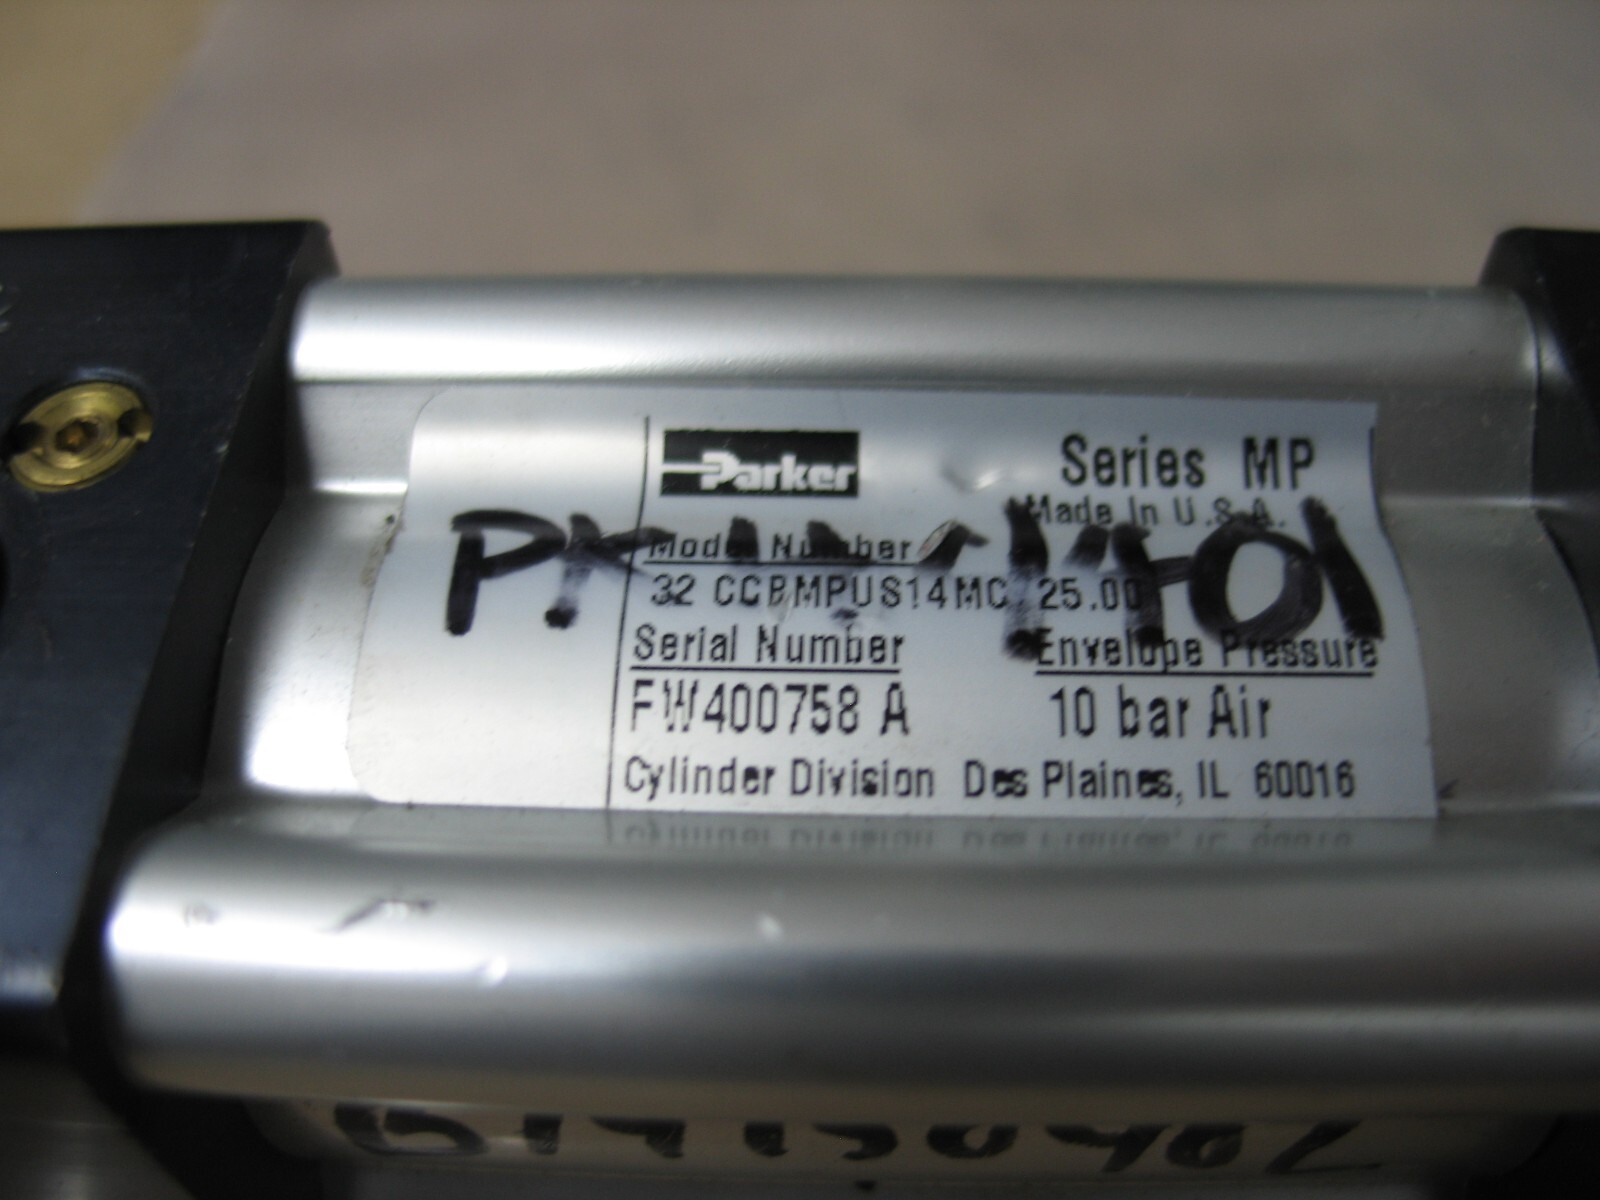 Parker
Series MP
Made In U.S.A.
Model Number
32 CCBMPUS14MC 25.00
Serial Number
Envelope Pressure
FW400758 A
10 bar Air
Cylinder Division Des Plaines, IL 60016